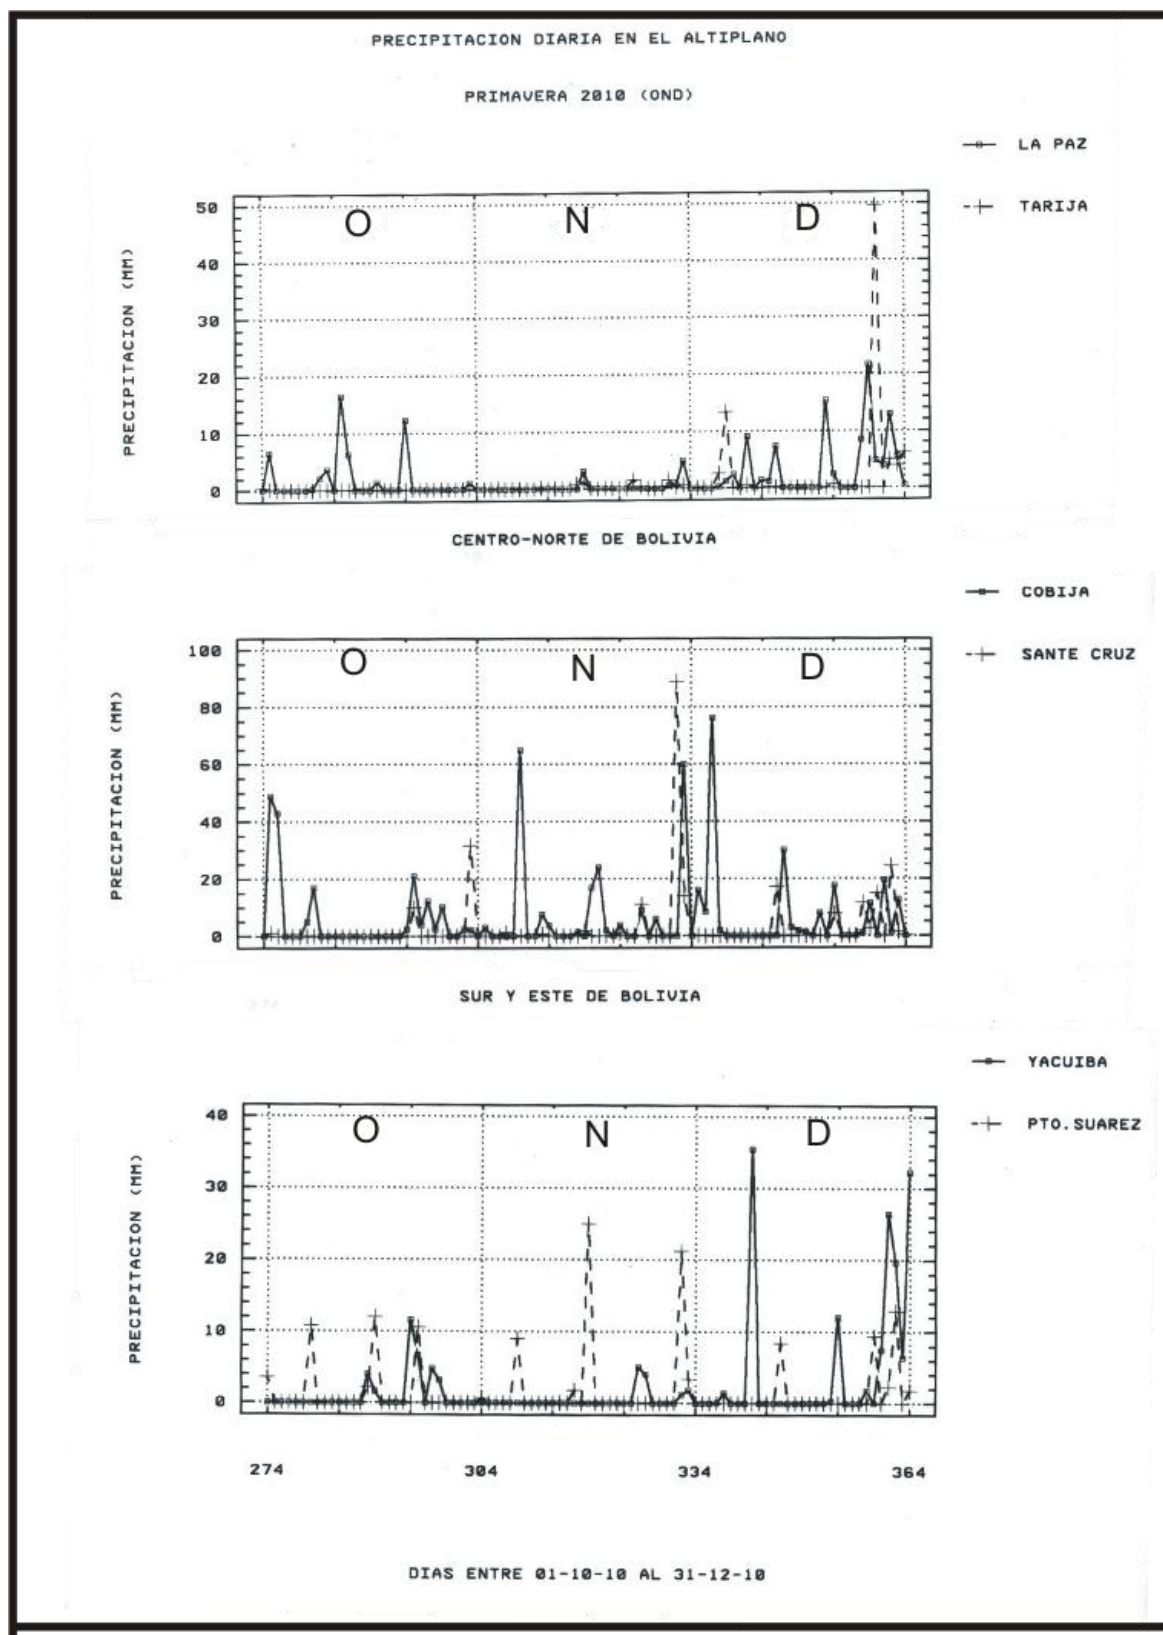 PRECIPITACION DIARIA EN EL ALTIPLANO
PRIMAVERA 2010 (OND)
LA PAZ
TARIJA
PRECIPITACION (MM)
50
40
30
20
10
0
O N D
CENTRO-NORTE DE BOLIVIA
COBIJA
SANTE CRUZ
PRECIPITACION (MM)
100
80
60
40
20
0
O N D
SUR Y ESTE DE BOLIVIA
YACUIBA
PTO.SUAREZ
PRECIPITACION (MM)
40
30
20
10
0
O N D
274 304 334 364
DIAS ENTRE 01-10-10 AL 31-12-10